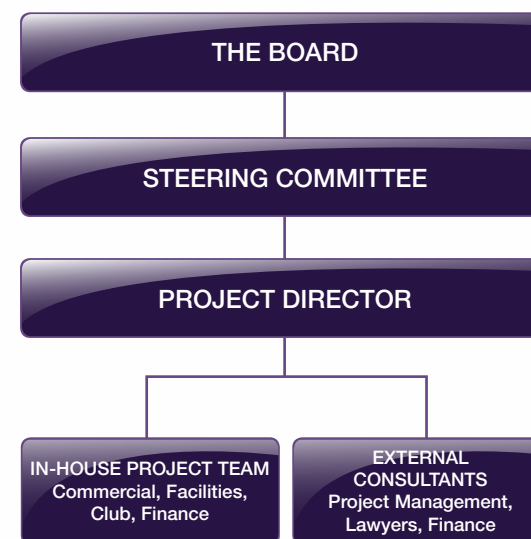 THE BOARD
STEERING COMMITTEE
PROJECT DIRECTOR
IN-HOUSE PROJECT TEAM
Commercial, Facilities,
Club, Finance
EXTERNAL
CONSULTANTS
Project Management,
Lawyers, Finance